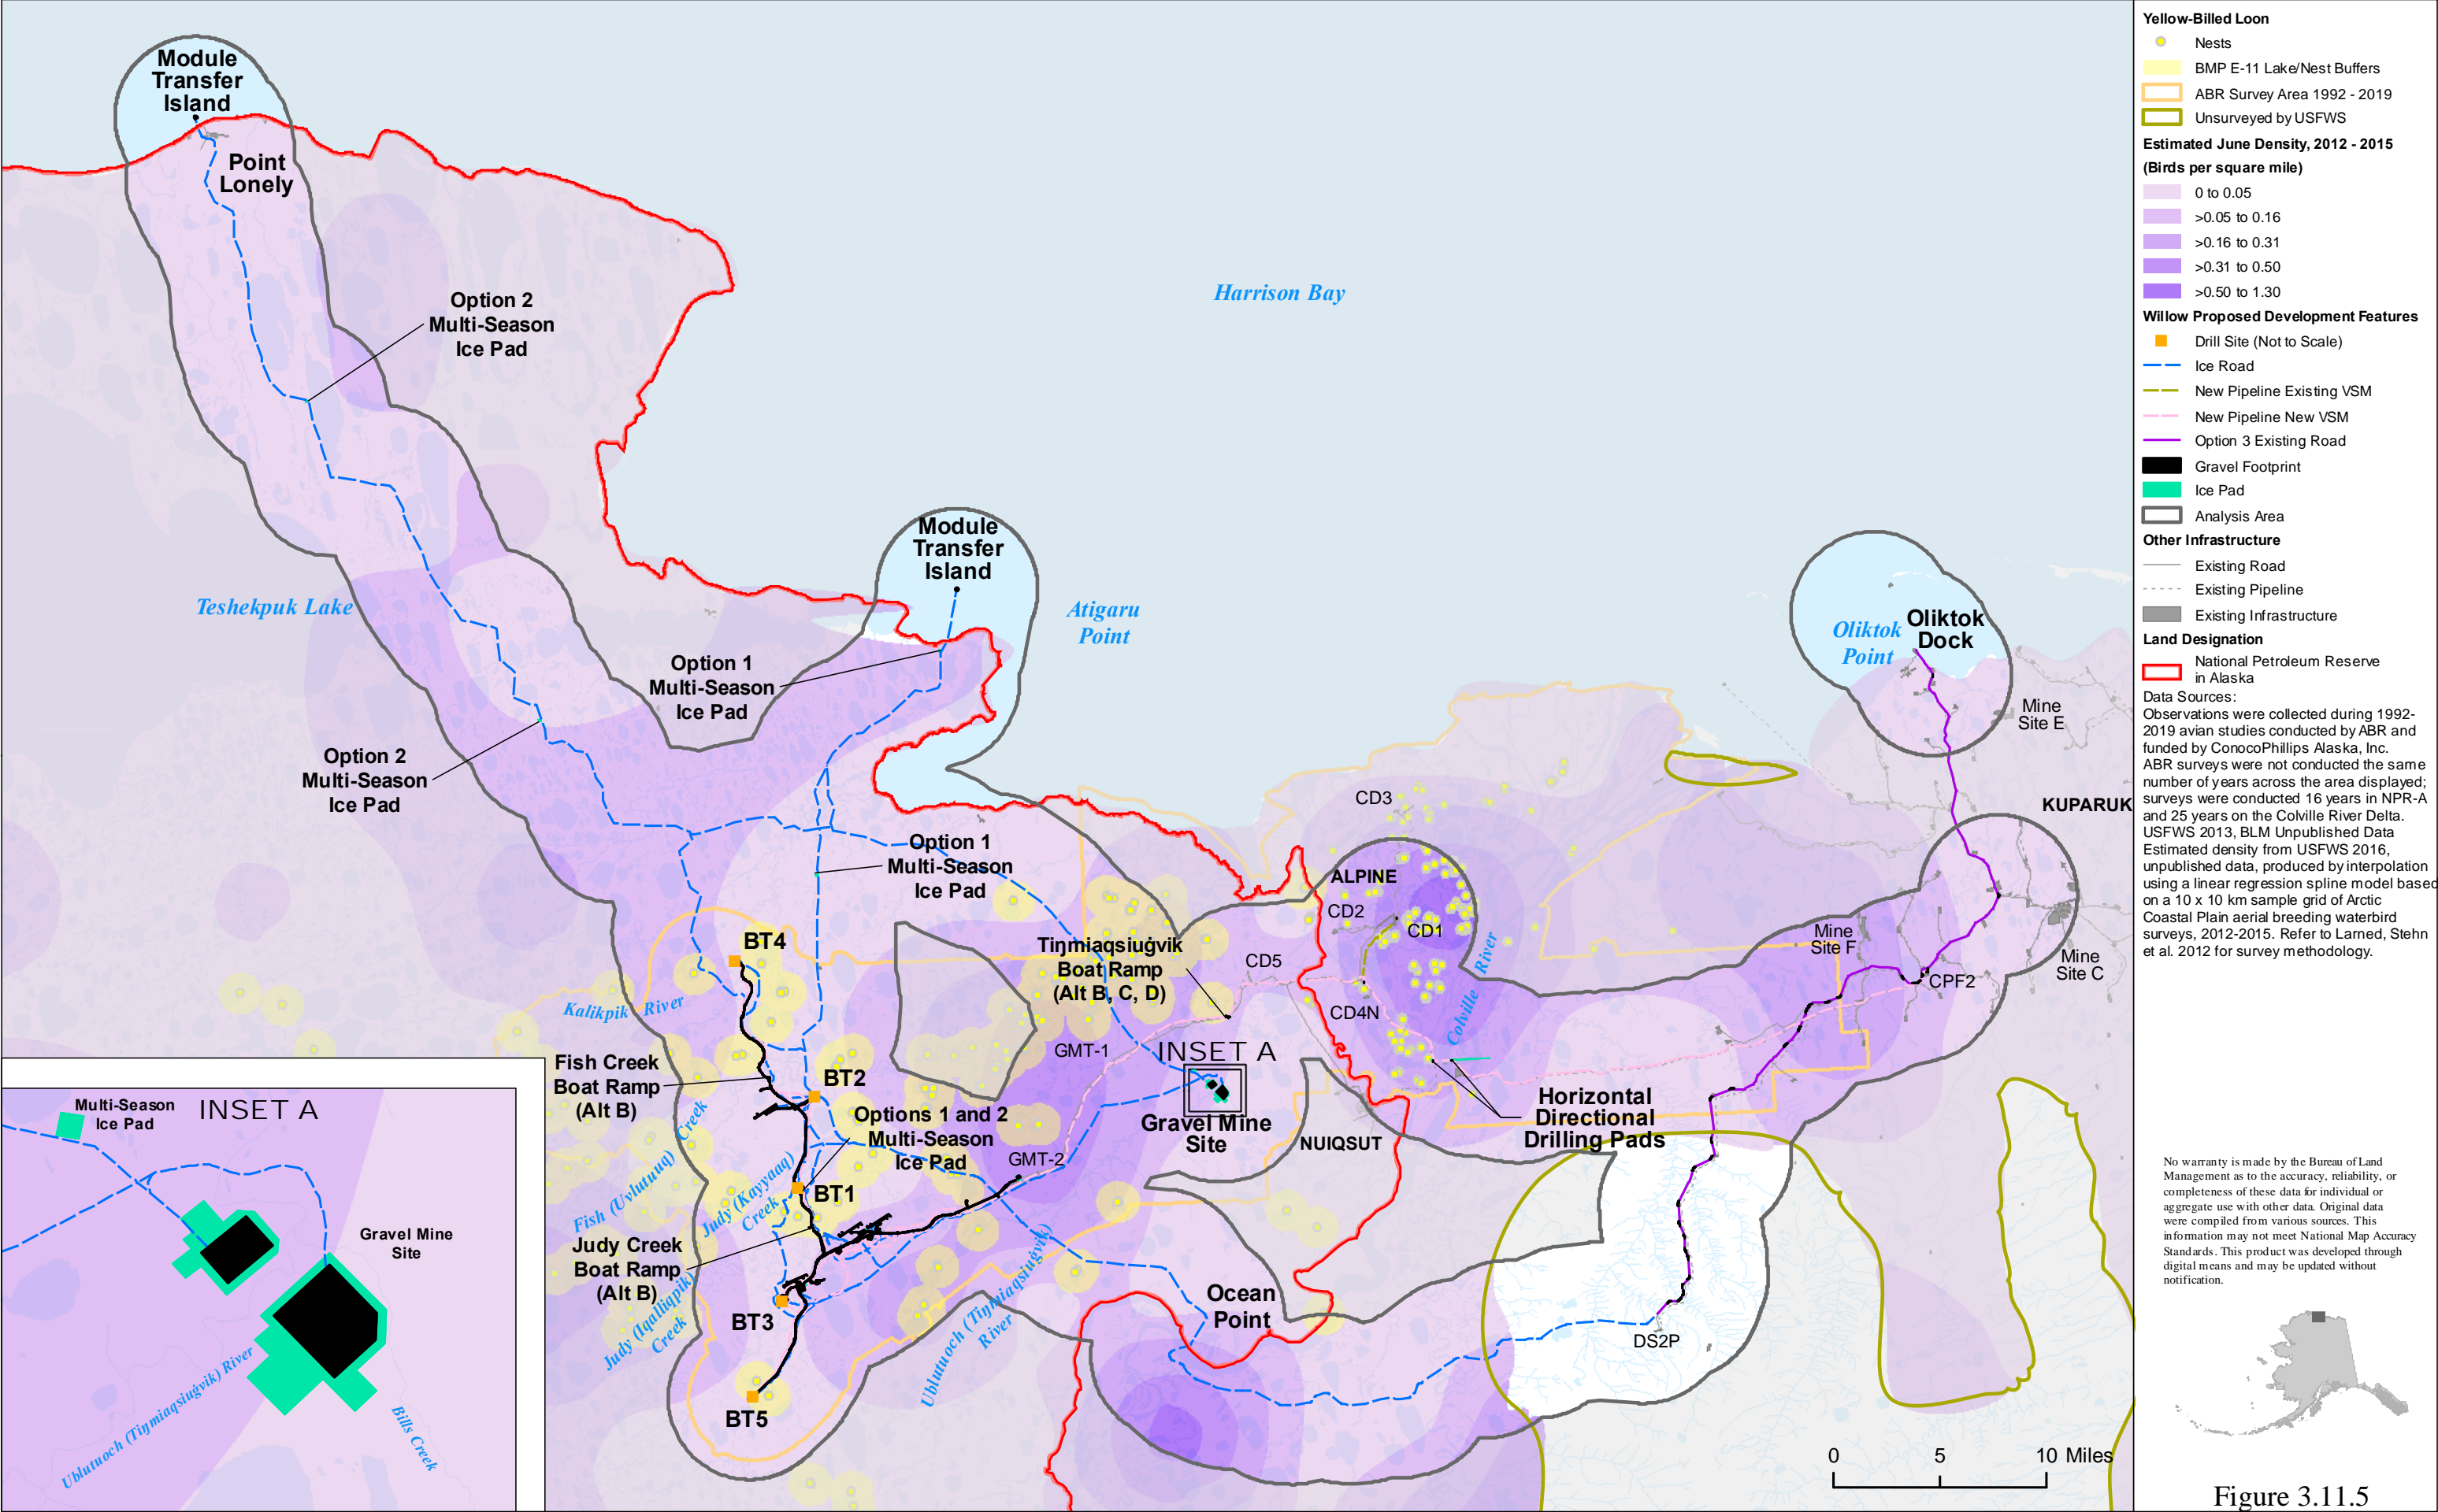 Module
Transfer
Island
Point
Lonely
Option 2
Multi-Season
Ice Pad
Harrison Bay
Teshekpuk Lake
Module
Transfer
Island
Atigaru
Point
Option 1
Multi-Season
Ice Pad
Option 2
Multi-Season
Ice Pad
Option 1
Multi-Season
Ice Pad
Oliktok
Point
Oliktok
Dock
Mine
Site E
KUPARUK
CD3
ALPINE
CD2
CD1
CD5
CD4N
Colville River
Mine
Site F
CPF2
Mine
Site C
BT4
Tiŋmiaqsiuġvik
Boat Ramp
(Alt B, C, D)
Kalikpik River
GMT-1
INSET A
Gravel Mine
Site
NUIQSUT
Horizontal
Directional
Drilling Pads
Fish Creek
Boat Ramp
(Alt B)
BT2
Options 1 and 2
Multi-Season
Ice Pad
GMT-2
Fish (Uvlutuuq) Creek
Judy (Kayyaaq)
Creek
BT1
Judy Creek
Boat Ramp
(Alt B)
Judy (Iqalliqpik)
Creek
BT3
Ublutuoch (Tiŋmiaqsiuġvik)
River
Ocean
Point
DS2P
BT5
0 5 10 Miles
INSET A
Multi-Season
Ice Pad
Gravel Mine
Site
Ublutuoch (Tiŋmiaqsiuġvik) River
Bills Creek
Yellow-Billed Loon
Nests
BMP E-11 Lake/Nest Buffers
ABR Survey Area 1992 - 2019
Unsurveyed by USFWS
Estimated June Density, 2012 - 2015
(Birds per square mile)
0 to 0.05
>0.05 to 0.16
>0.16 to 0.31
>0.31 to 0.50
>0.50 to 1.30
Willow Proposed Development Features
Drill Site (Not to Scale)
Ice Road
New Pipeline Existing VSM
New Pipeline New VSM
Option 3 Existing Road
Gravel Footprint
Ice Pad
Analysis Area
Other Infrastructure
Existing Road
Existing Pipeline
Existing Infrastructure
Land Designation
National Petroleum Reserve
in Alaska
Data Sources:
Observations were collected during 1992-
2019 avian studies conducted by ABR and
funded by ConocoPhillips Alaska, Inc.
ABR surveys were not conducted the same
number of years across the area displayed;
surveys were conducted 16 years in NPR-A
and 25 years on the Colville River Delta.
USFWS 2013, BLM Unpublished Data
Estimated density from USFWS 2016,
unpublished data, produced by interpolation
using a linear regression spline model based
on a 10 x 10 km sample grid of Arctic
Coastal Plain aerial breeding waterbird
surveys, 2012-2015. Refer to Larned, Stehn
et al. 2012 for survey methodology.
No warranty is made by the Bureau of Land
Management as to the accuracy, reliability, or
completeness of these data for individual or
aggregate use with other data. Original data
were compiled from various sources. This
information may not meet National Map Accuracy
Standards. This product was developed through
digital means and may be updated without
notification.
Figure 3.11.5